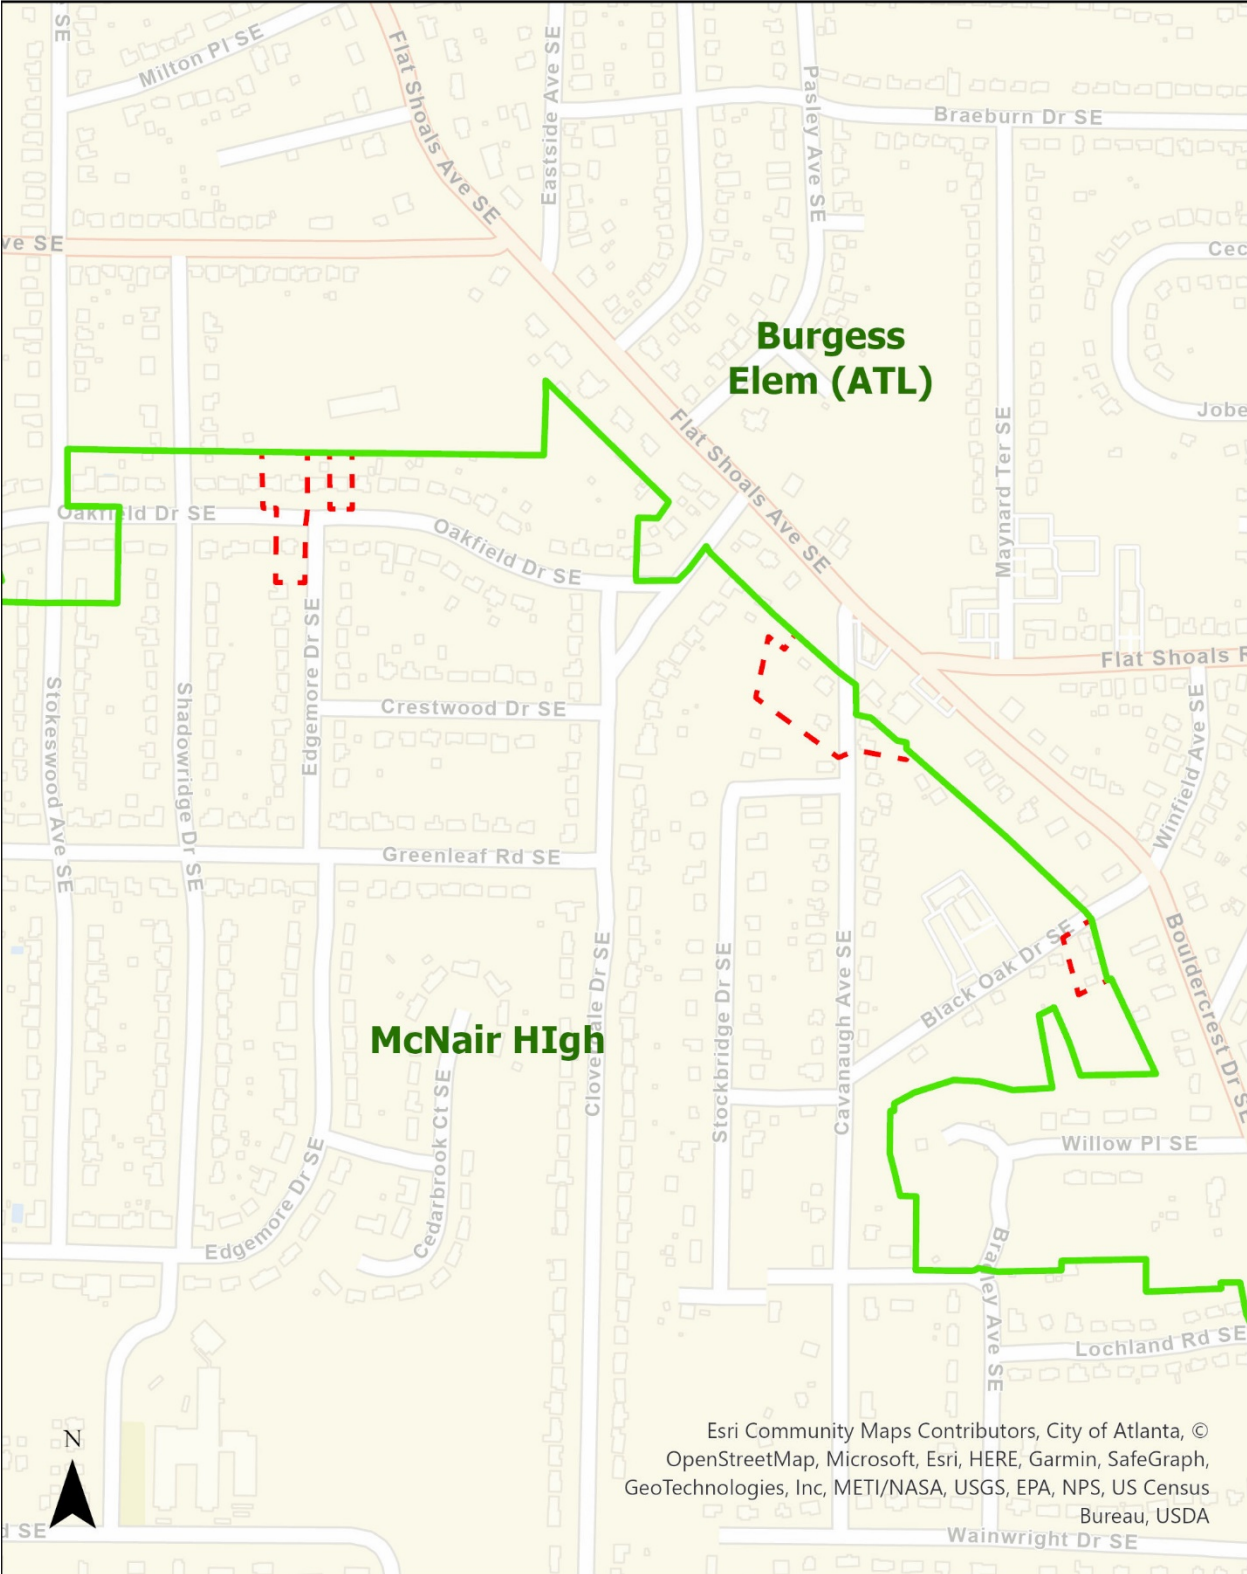 SE
Milton Pl SE
Flat Shoals Ave SE
Eastside Ave SE
Pasley Ave SE
Braeburn Dr SE
ve SE
Cec
Burgess
Elem (ATL)
Jobe
Flat Shoals Ave SE
Maynard Ter SE
Oakfield Dr SE
Oakfield Dr SE
Edgemore Dr SE
Flat Shoals R
Stokeswood Ave SE
Shadowridge Dr SE
Crestwood Dr SE
Winfield Ave SE
Greenleaf Rd SE
Cloverdale Dr SE
Stockbridge Dr SE
Cavanaugh Ave SE
Black Oak Dr SE
Bouldercrest Dr SE
McNair HIgh
Cedarbrook Ct SE
Edgemore Dr SE
Willow Pl SE
Bradley Ave SE
Lochland Rd SE
N
Esri Community Maps Contributors, City of Atlanta, ©
OpenStreetMap, Microsoft, Esri, HERE, Garmin, SafeGraph,
GeoTechnologies, Inc, METI/NASA, USGS, EPA, NPS, US Census
Bureau, USDA
d SE
Wainwright Dr SE